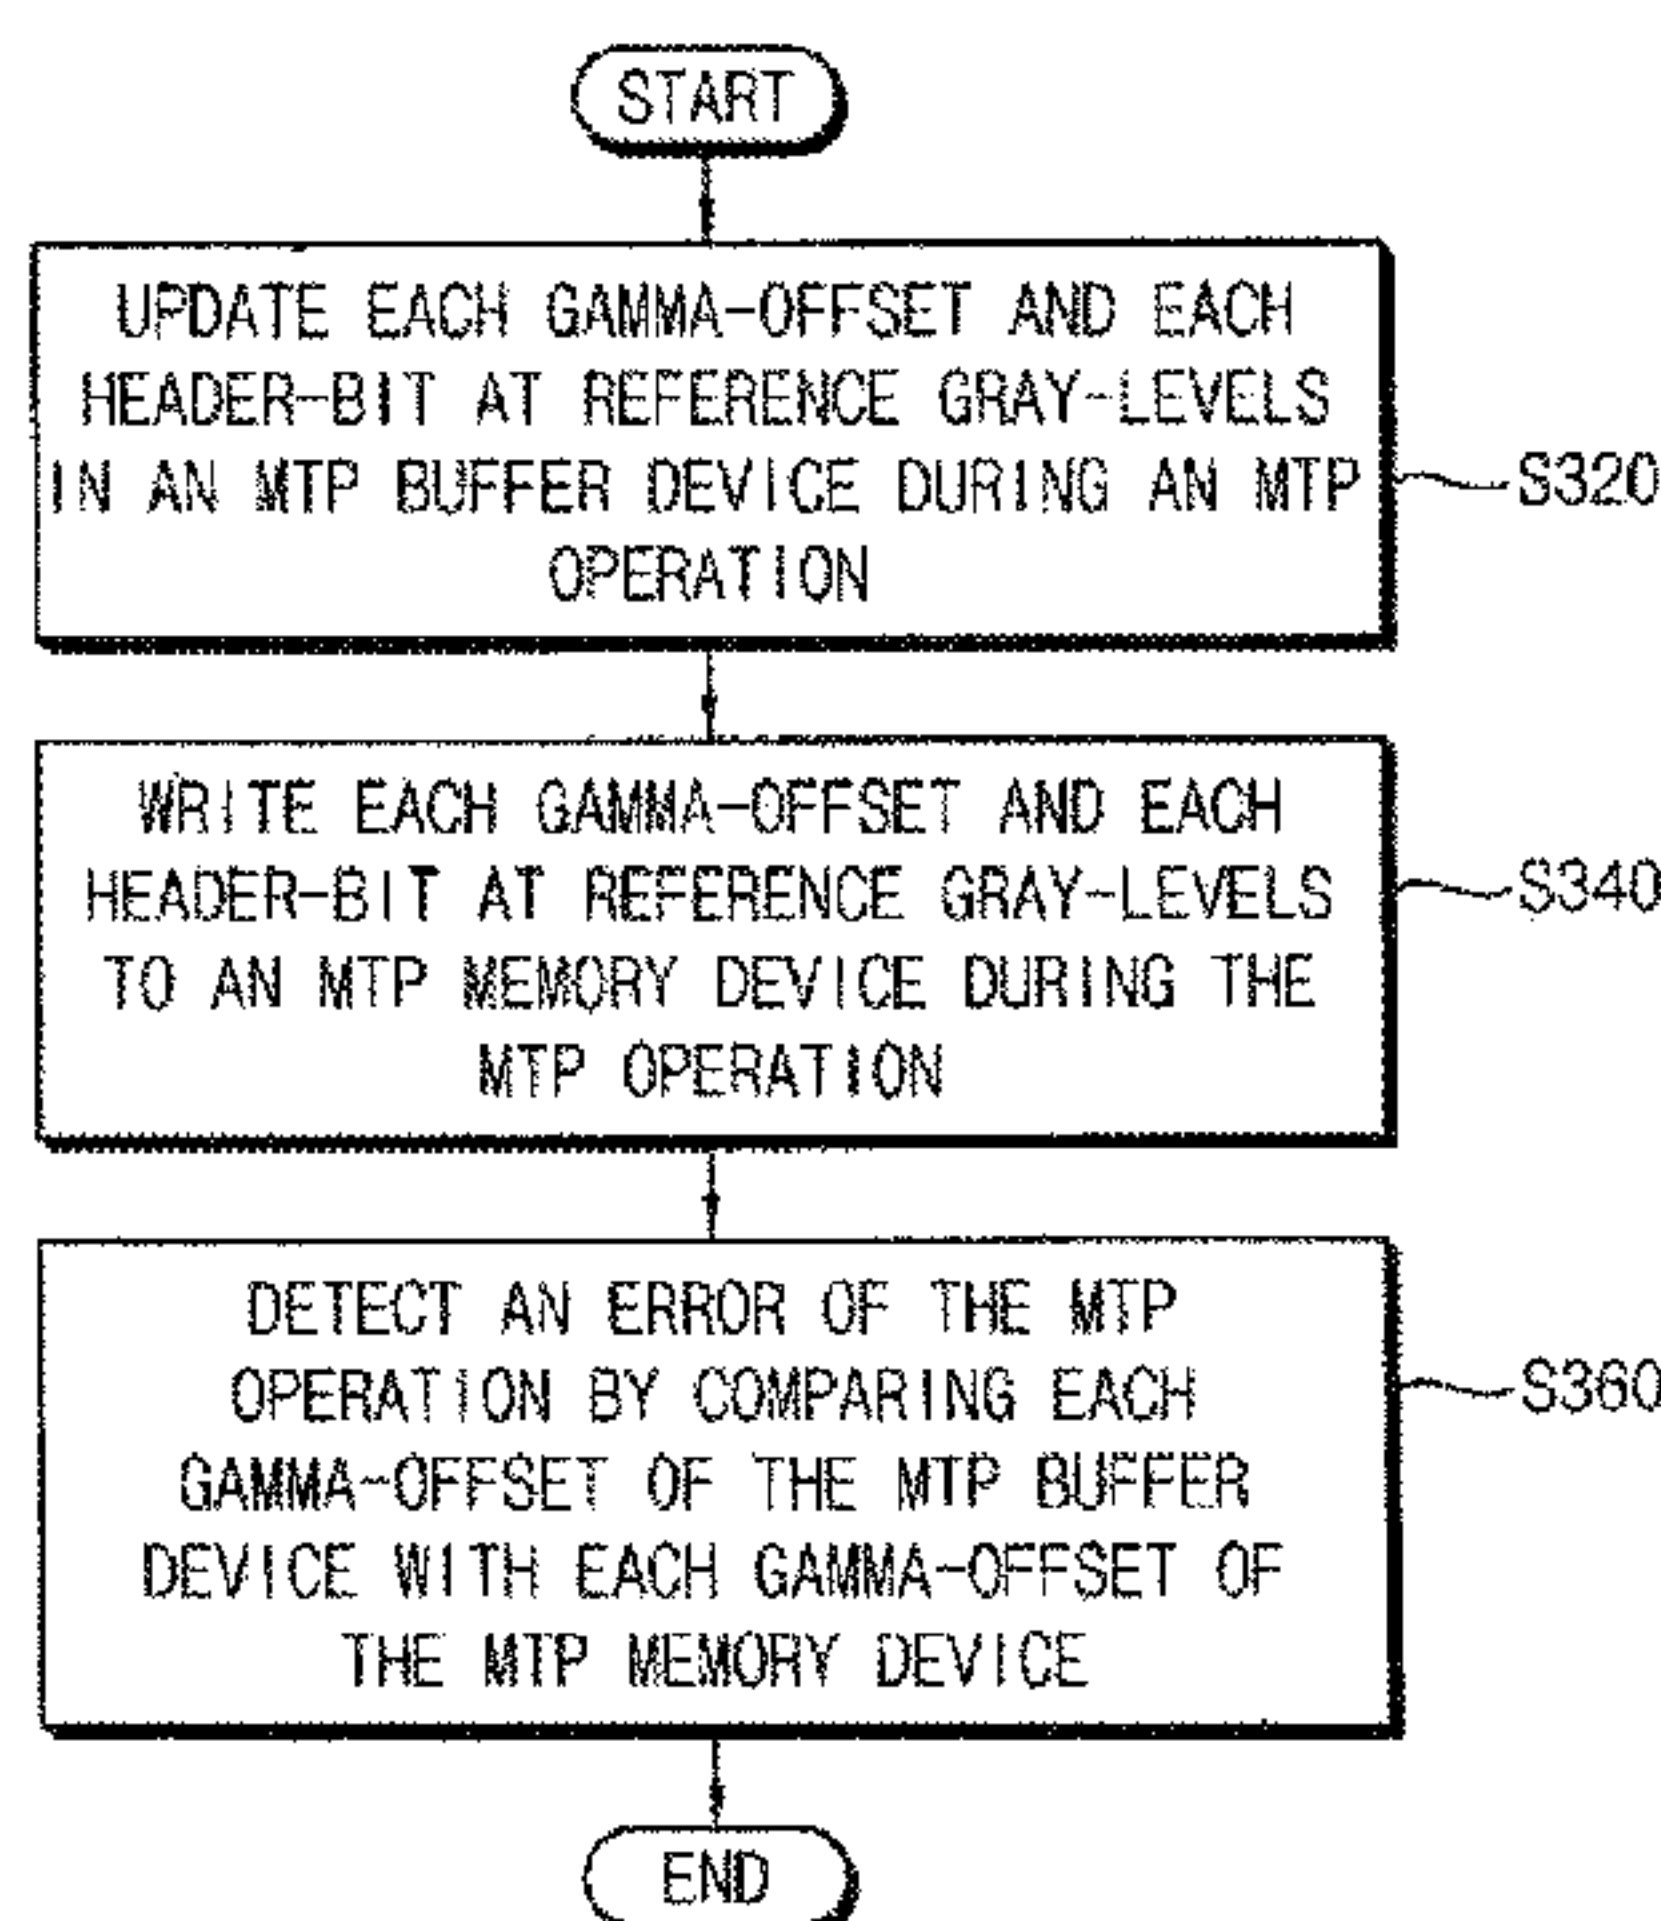 START
UPDATE EACH GAMMA-OFFSET AND EACH
HEADER-BIT AT REFERENCE GRAY-LEVELS
IN AN MTP BUFFER DEVICE DURING AN MTP
OPERATION
S320
WRITE EACH GAMMA-OFFSET AND EACH
HEADER-BIT AT REFERENCE GRAY-LEVELS
TO AN MTP MEMORY DEVICE DURING THE
MTP OPERATION
S340
DETECT AN ERROR OF THE MTP
OPERATION BY COMPARING EACH
GAMMA-OFFSET OF THE MTP BUFFER
DEVICE WITH EACH GAMMA-OFFSET OF
THE MTP MEMORY DEVICE
S360
END